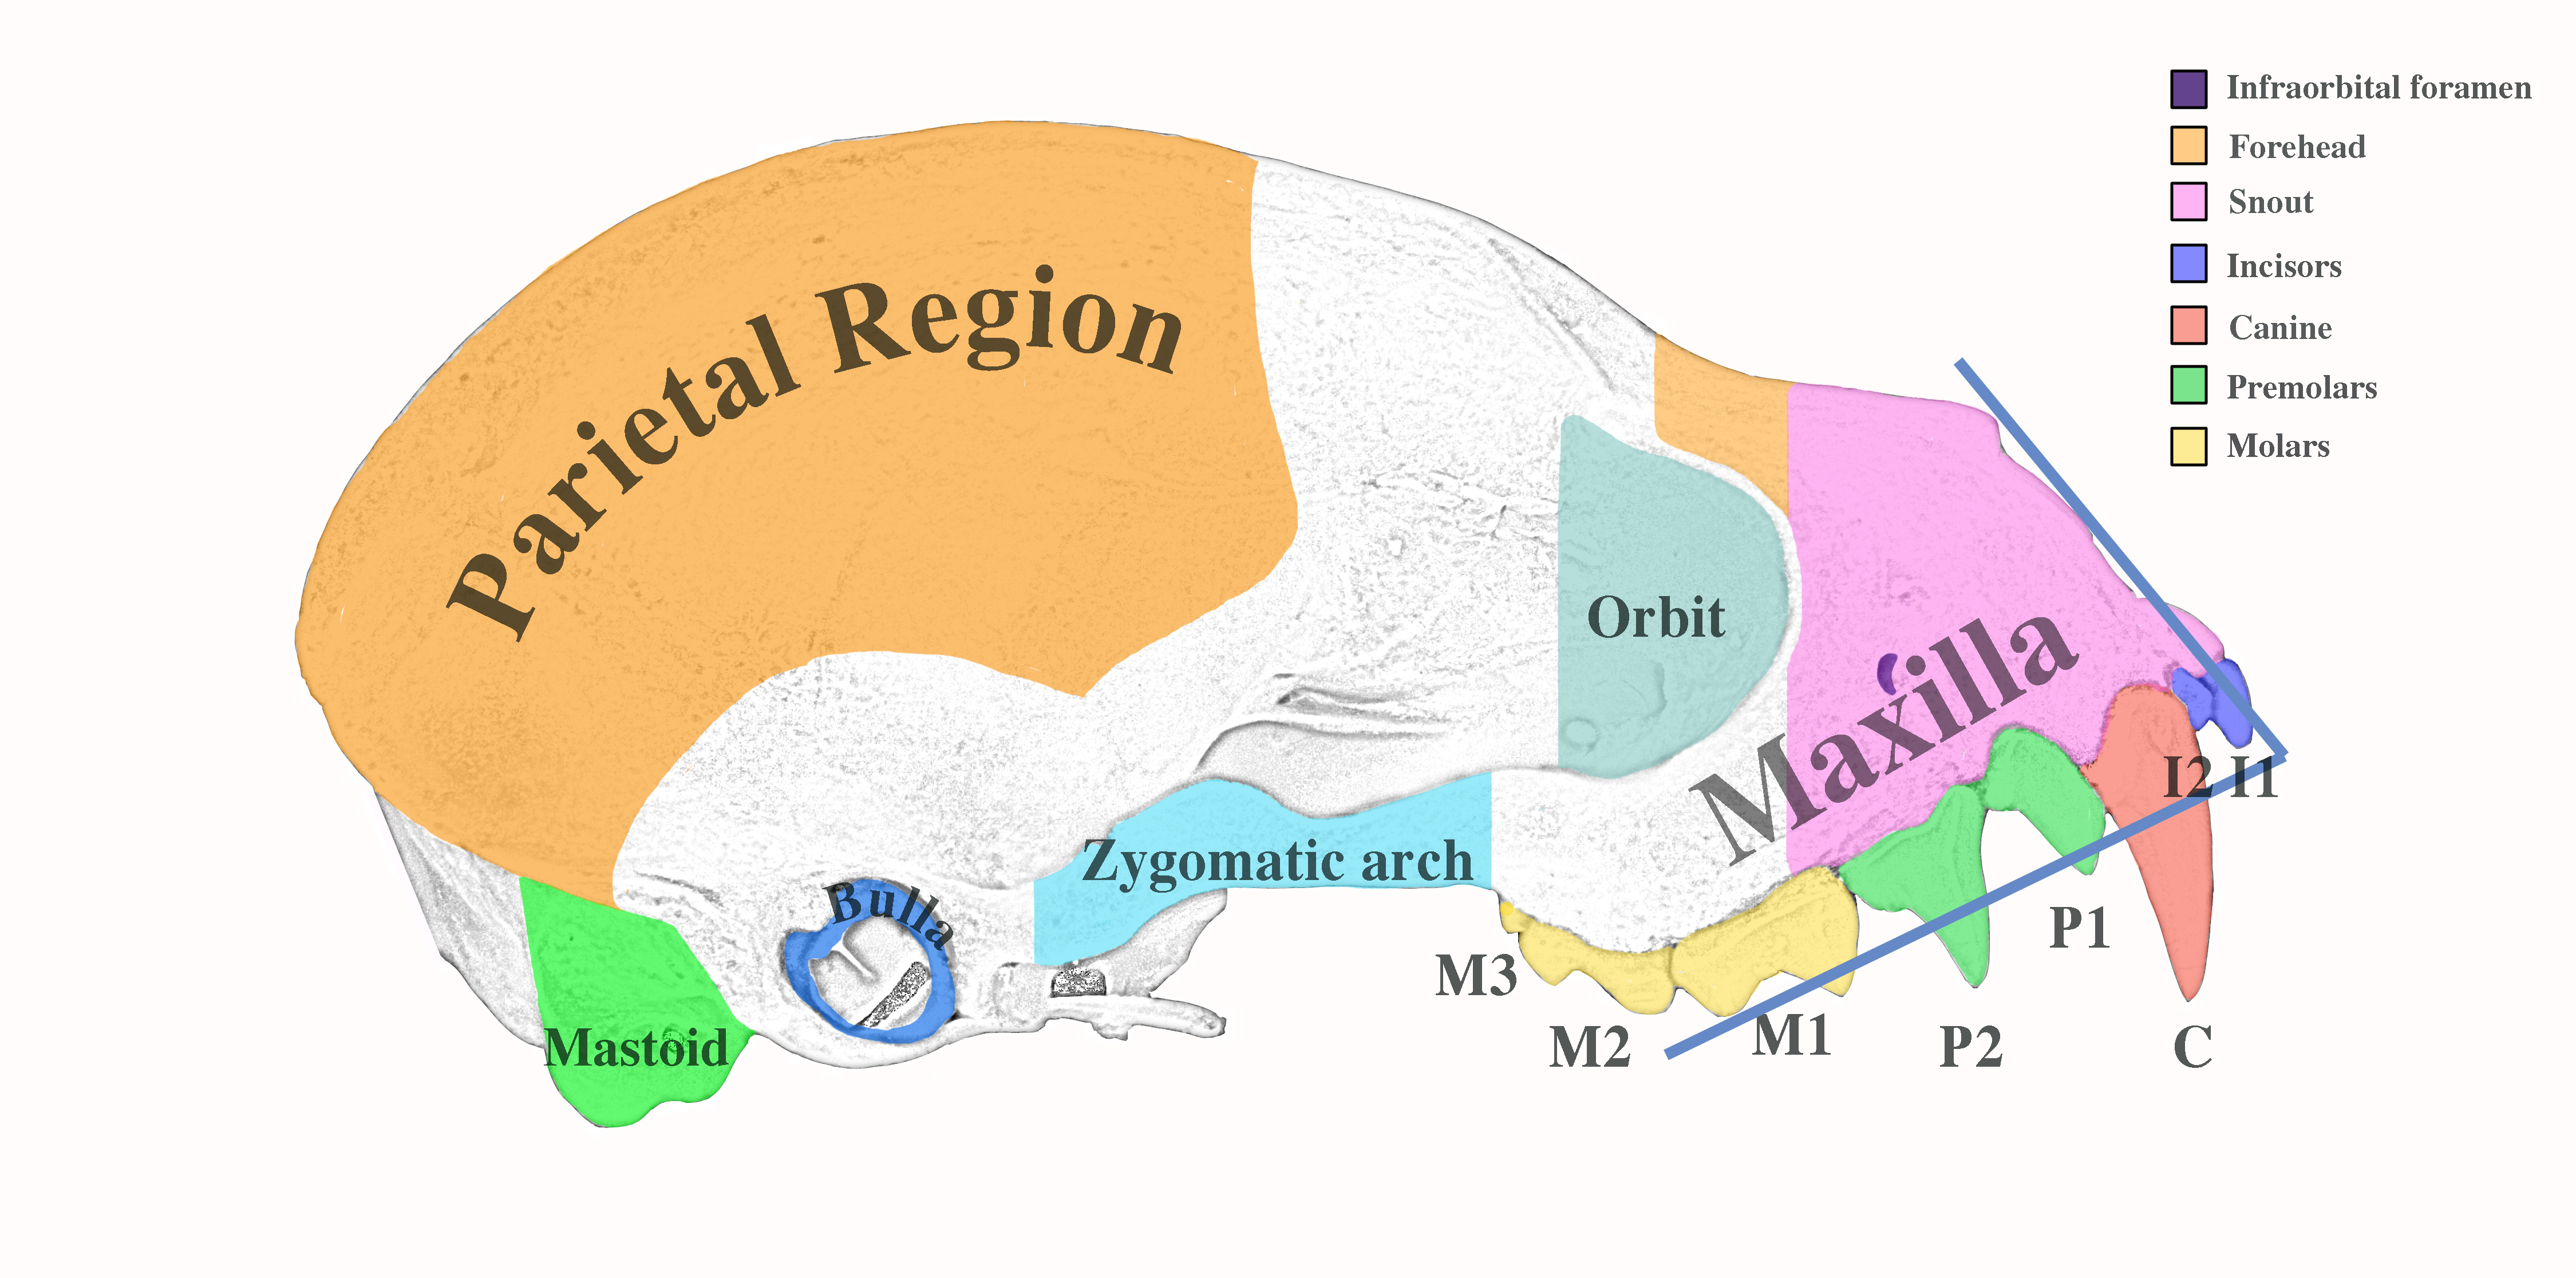 Infraorbital foramen
Forehead
Snout
Incisors
Canine
Premolars
Molars
Parietal Region
Orbit
Maxilla
I2 I1
Zygomatic arch
Bulla
P1
M3
Mastoid
M2
M1
P2
C